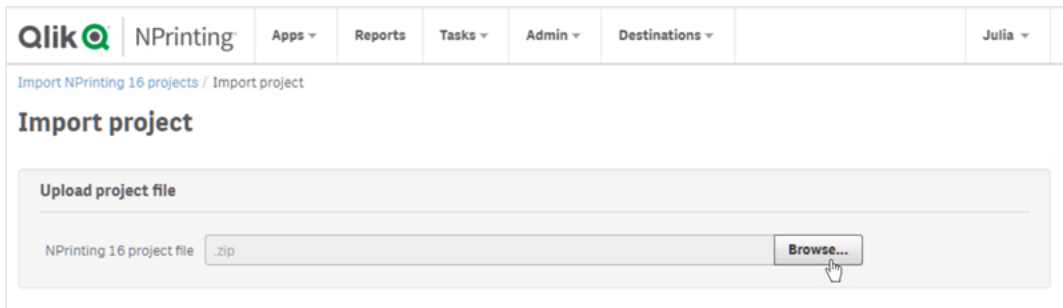 Qlik NPrinting Apps Reports Tasks Admin Destinations Julia
Import NPrinting 16 projects / Import project
Import project
Upload project file
NPrinting 16 project file .zip Browse...